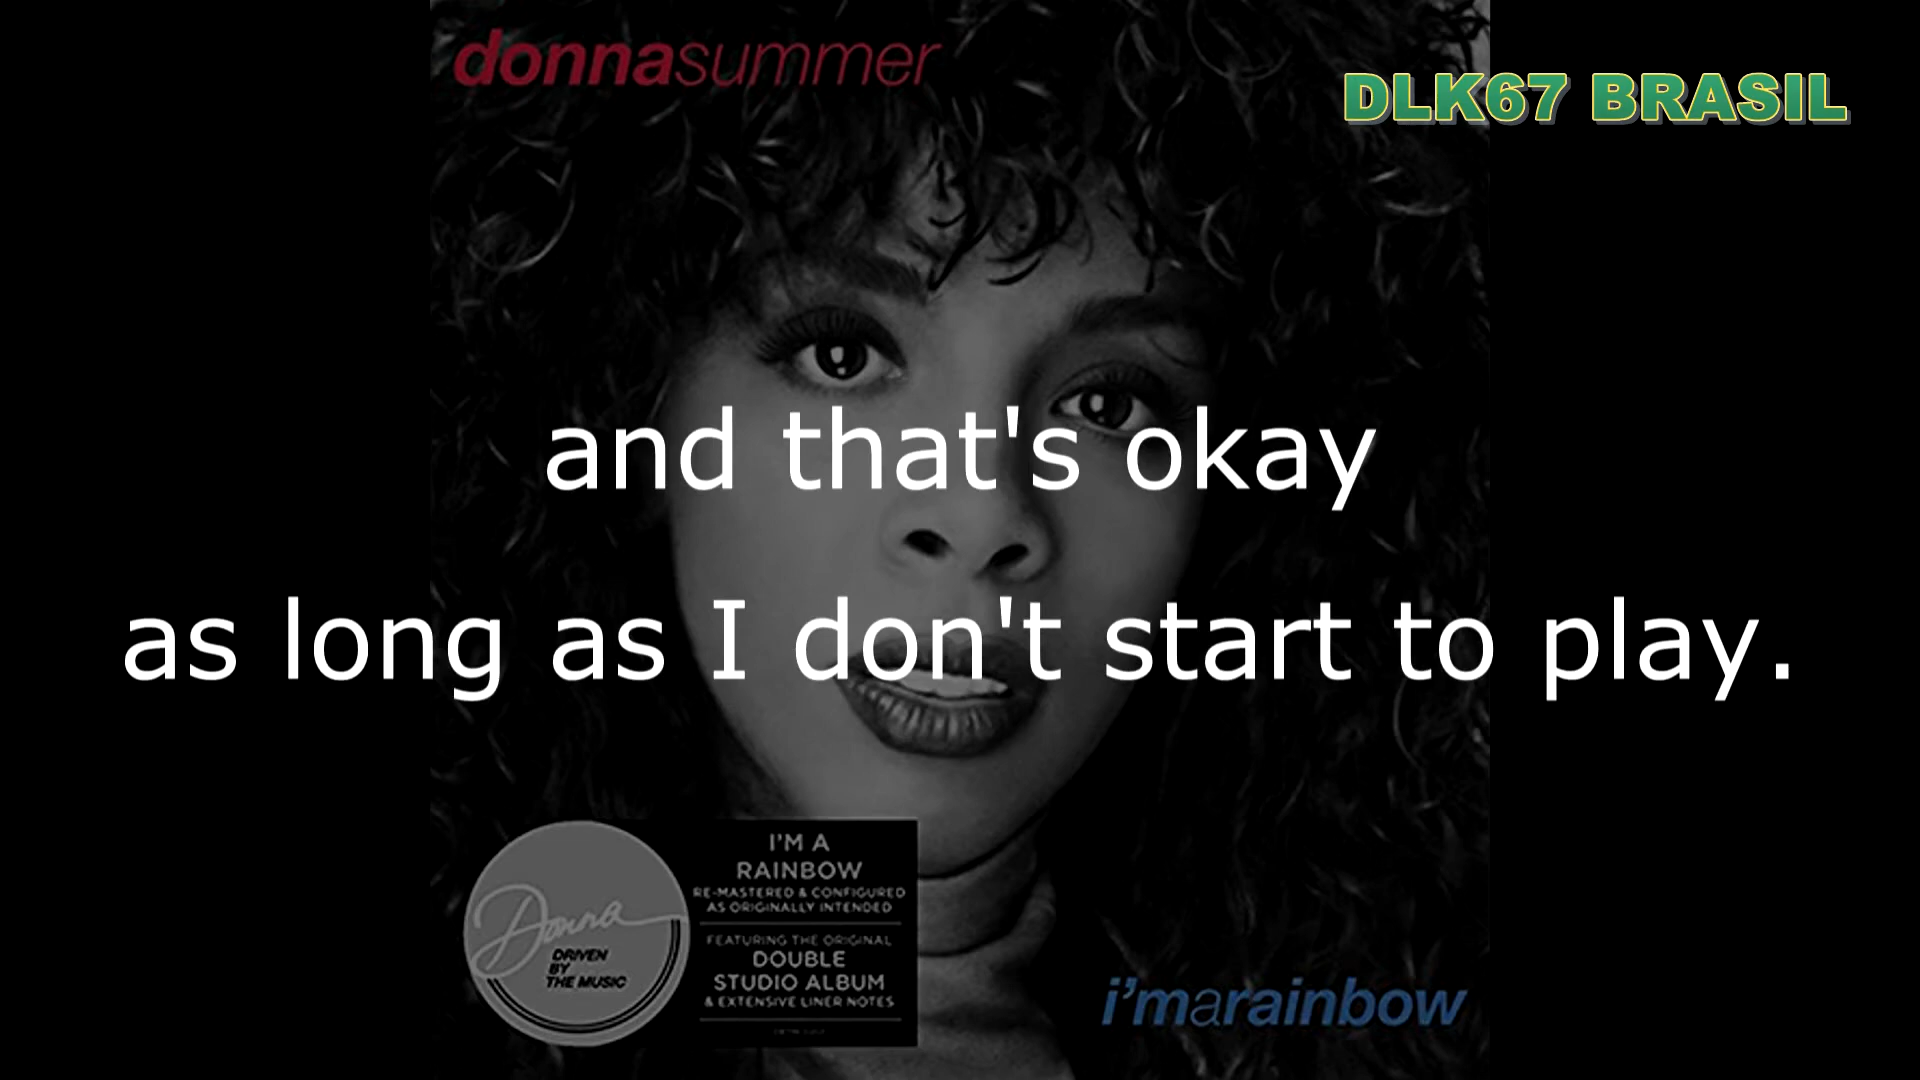 donnasummer
DLK67 BRASIL
and that's okay
as long as I don't start to play.
I'M A
RAINBOW
RE-MASTERED & CONFIGURED
AS ORIGINALLY INTENDED
FEATURING THE ORIGINAL
DOUBLE
STUDIO ALBUM
& EXTENSIVE LINER NOTES
Donna
DRIVEN
BY
THE MUSIC
i'marainbow